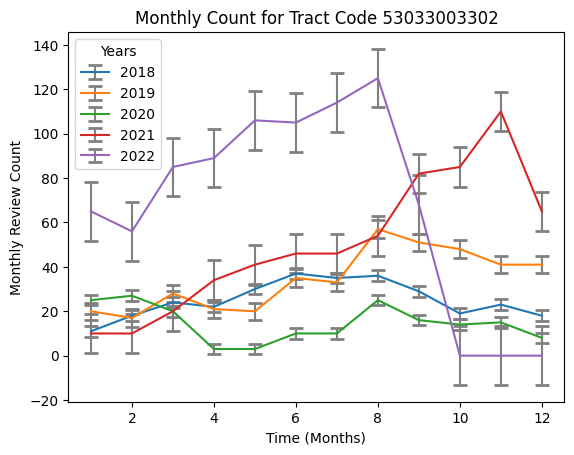 Monthly Count for Tract Code 53033003302
Years
2018
2019
2020
2021
2022
Monthly Review Count
140
120
100
80
60
40
20
0
−20
2 4 6 8 10 12
Time (Months)